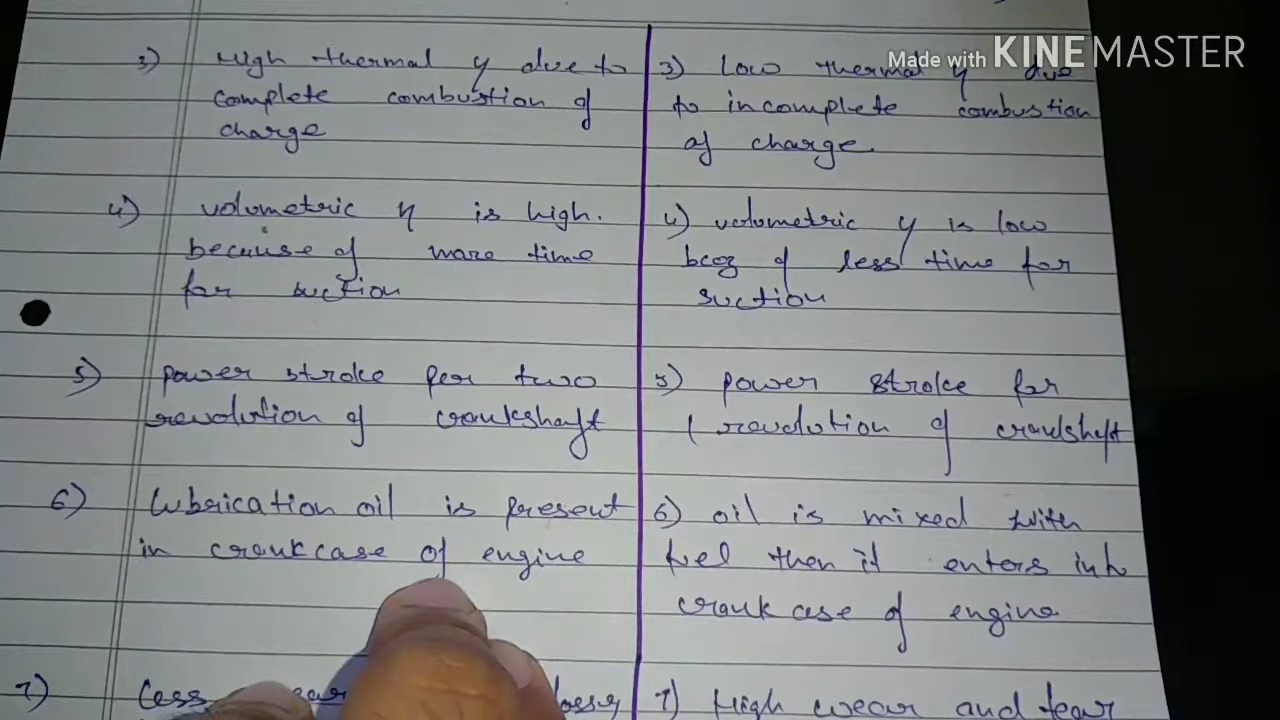 Made with KINEMASTER
3) High thermal η due to
complete combustion of
charge
4) volumetric η is high.
because of more time
for suction
5) power stroke per two
revolution of crankshaft
6) lubrication oil is present
in crankcase of engine
7) Less
3) Low thermal η due
to incomplete combustion
of charge.
4) volumetric η is low
bcoz of less time for
suction
5) power stroke for
1 revolution of crankshaft
6) oil is mixed with
fuel then it enters into
crank case of engine
7) High wear and tear